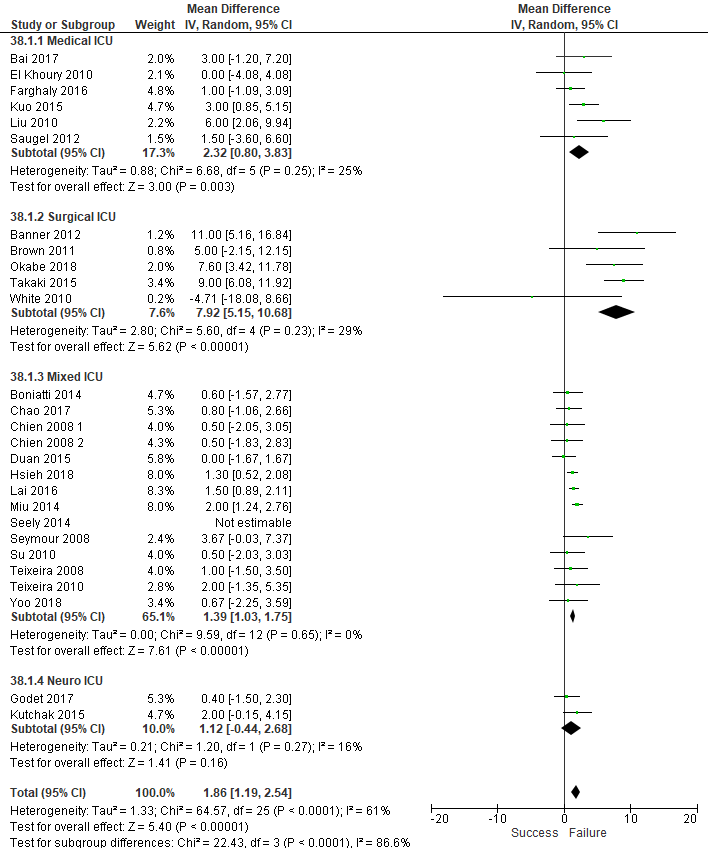 Mean Difference Mean Difference
Study or Subgroup Weight IV, Random, 95% CI IV, Random, 95% CI
38.1.1 Medical ICU
Bai 2017 2.0% 3.00 [-1.20, 7.20]
El Khoury 2010 2.1% 0.00 [-4.08, 4.08]
Farghaly 2016 4.8% 1.00 [-1.09, 3.09]
Kuo 2015 4.7% 3.00 [0.85, 5.15]
Liu 2010 2.2% 6.00 [2.06, 9.94]
Saugel 2012 1.5% 1.50 [-3.60, 6.60]
Subtotal (95% CI) 17.3% 2.32 [0.80, 3.83]
Heterogeneity: Tau² = 0.88; Chi² = 6.68, df = 5 (P = 0.25); I² = 25%
Test for overall effect: Z = 3.00 (P = 0.003)
38.1.2 Surgical ICU
Banner 2012 1.2% 11.00 [5.16, 16.84]
Brown 2011 0.8% 5.00 [-2.15, 12.15]
Okabe 2018 2.0% 7.60 [3.42, 11.78]
Takaki 2015 3.4% 9.00 [6.08, 11.92]
White 2010 0.2% -4.71 [-18.08, 8.66]
Subtotal (95% CI) 7.6% 7.92 [5.15, 10.68]
Heterogeneity: Tau² = 2.80; Chi² = 5.60, df = 4 (P = 0.23); I² = 29%
Test for overall effect: Z = 5.62 (P < 0.00001)
38.1.3 Mixed ICU
Boniatti 2014 4.7% 0.60 [-1.57, 2.77]
Chao 2017 5.3% 0.80 [-1.06, 2.66]
Chien 2008 1 4.0% 0.50 [-2.05, 3.05]
Chien 2008 2 4.3% 0.50 [-1.83, 2.83]
Duan 2015 5.8% 0.00 [-1.67, 1.67]
Hsieh 2018 8.0% 1.30 [0.52, 2.08]
Lai 2016 8.3% 1.50 [0.89, 2.11]
Miu 2014 8.0% 2.00 [1.24, 2.76]
Seely 2014 Not estimable
Seymour 2008 2.4% 3.67 [-0.03, 7.37]
Su 2010 4.0% 0.50 [-2.03, 3.03]
Teixeira 2008 4.0% 1.00 [-1.50, 3.50]
Teixeira 2010 2.8% 2.00 [-1.35, 5.35]
Yoo 2018 3.4% 0.67 [-2.25, 3.59]
Subtotal (95% CI) 65.1% 1.39 [1.03, 1.75]
Heterogeneity: Tau² = 0.00; Chi² = 9.59, df = 12 (P = 0.65); I² = 0%
Test for overall effect: Z = 7.61 (P < 0.00001)
38.1.4 Neuro ICU
Godet 2017 5.3% 0.40 [-1.50, 2.30]
Kutchak 2015 4.7% 2.00 [-0.15, 4.15]
Subtotal (95% CI) 10.0% 1.12 [-0.44, 2.68]
Heterogeneity: Tau² = 0.21; Chi² = 1.20, df = 1 (P = 0.27); I² = 16%
Test for overall effect: Z = 1.41 (P = 0.16)
Total (95% CI) 100.0% 1.86 [1.19, 2.54]
Heterogeneity: Tau² = 1.33; Chi² = 64.57, df = 25 (P < 0.0001); I² = 61%
Test for overall effect: Z = 5.40 (P < 0.00001)
Test for subgroup differences: Chi² = 22.43, df = 3 (P < 0.0001), I² = 86.6%
-20 -10 0 10 20
Success Failure